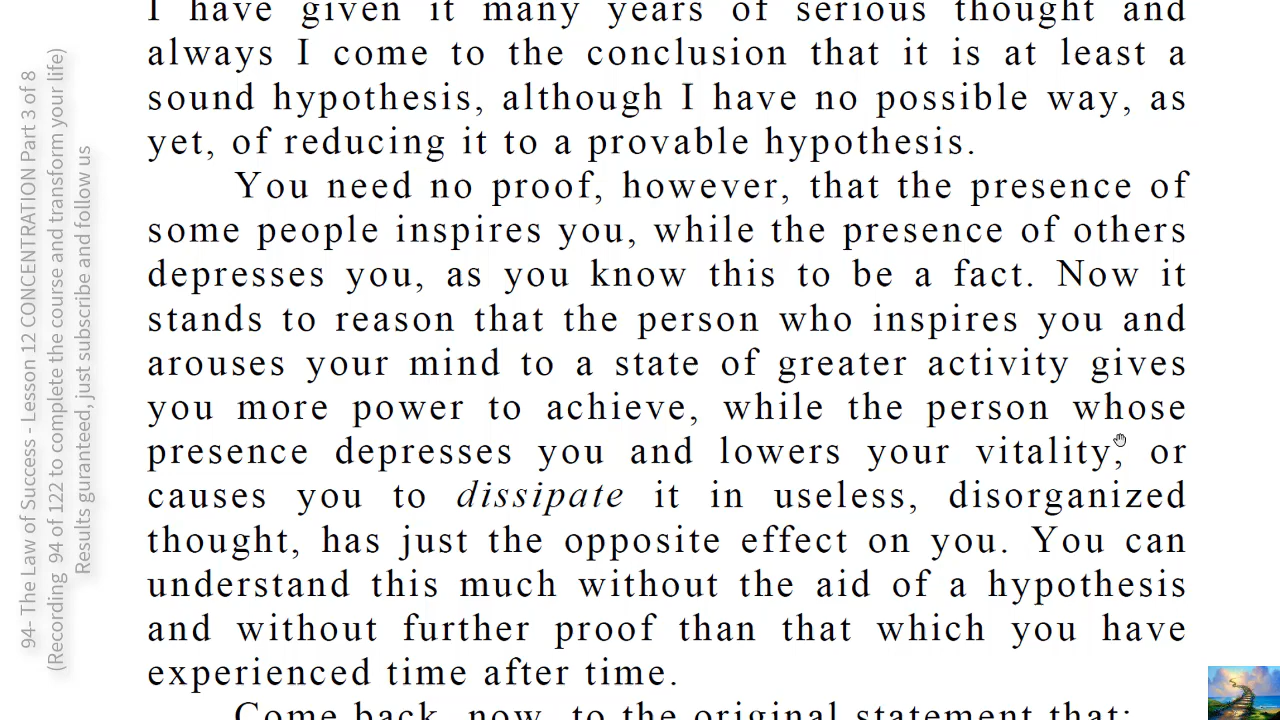 I have given it many years of serious thought and
always I come to the conclusion that it is at least a
sound hypothesis, although I have no possible way, as
yet, of reducing it to a provable hypothesis.
You need no proof, however, that the presence of
some people inspires you, while the presence of others
depresses you, as you know this to be a fact. Now it
stands to reason that the person who inspires you and
arouses your mind to a state of greater activity gives
you more power to achieve, while the person whose
presence depresses you and lowers your vitality, or
causes you to dissipate it in useless, disorganized
thought, has just the opposite effect on you. You can
understand this much without the aid of a hypothesis
and without further proof than that which you have
experienced time after time.
Come back, now, to the original statement that:
94- The Law of Success - Lesson 12 CONCENTRATION Part 3 of 8
(Recording 94 of 122 to complete the course and transform your life)
Results guranteed, just subscribe and follow us